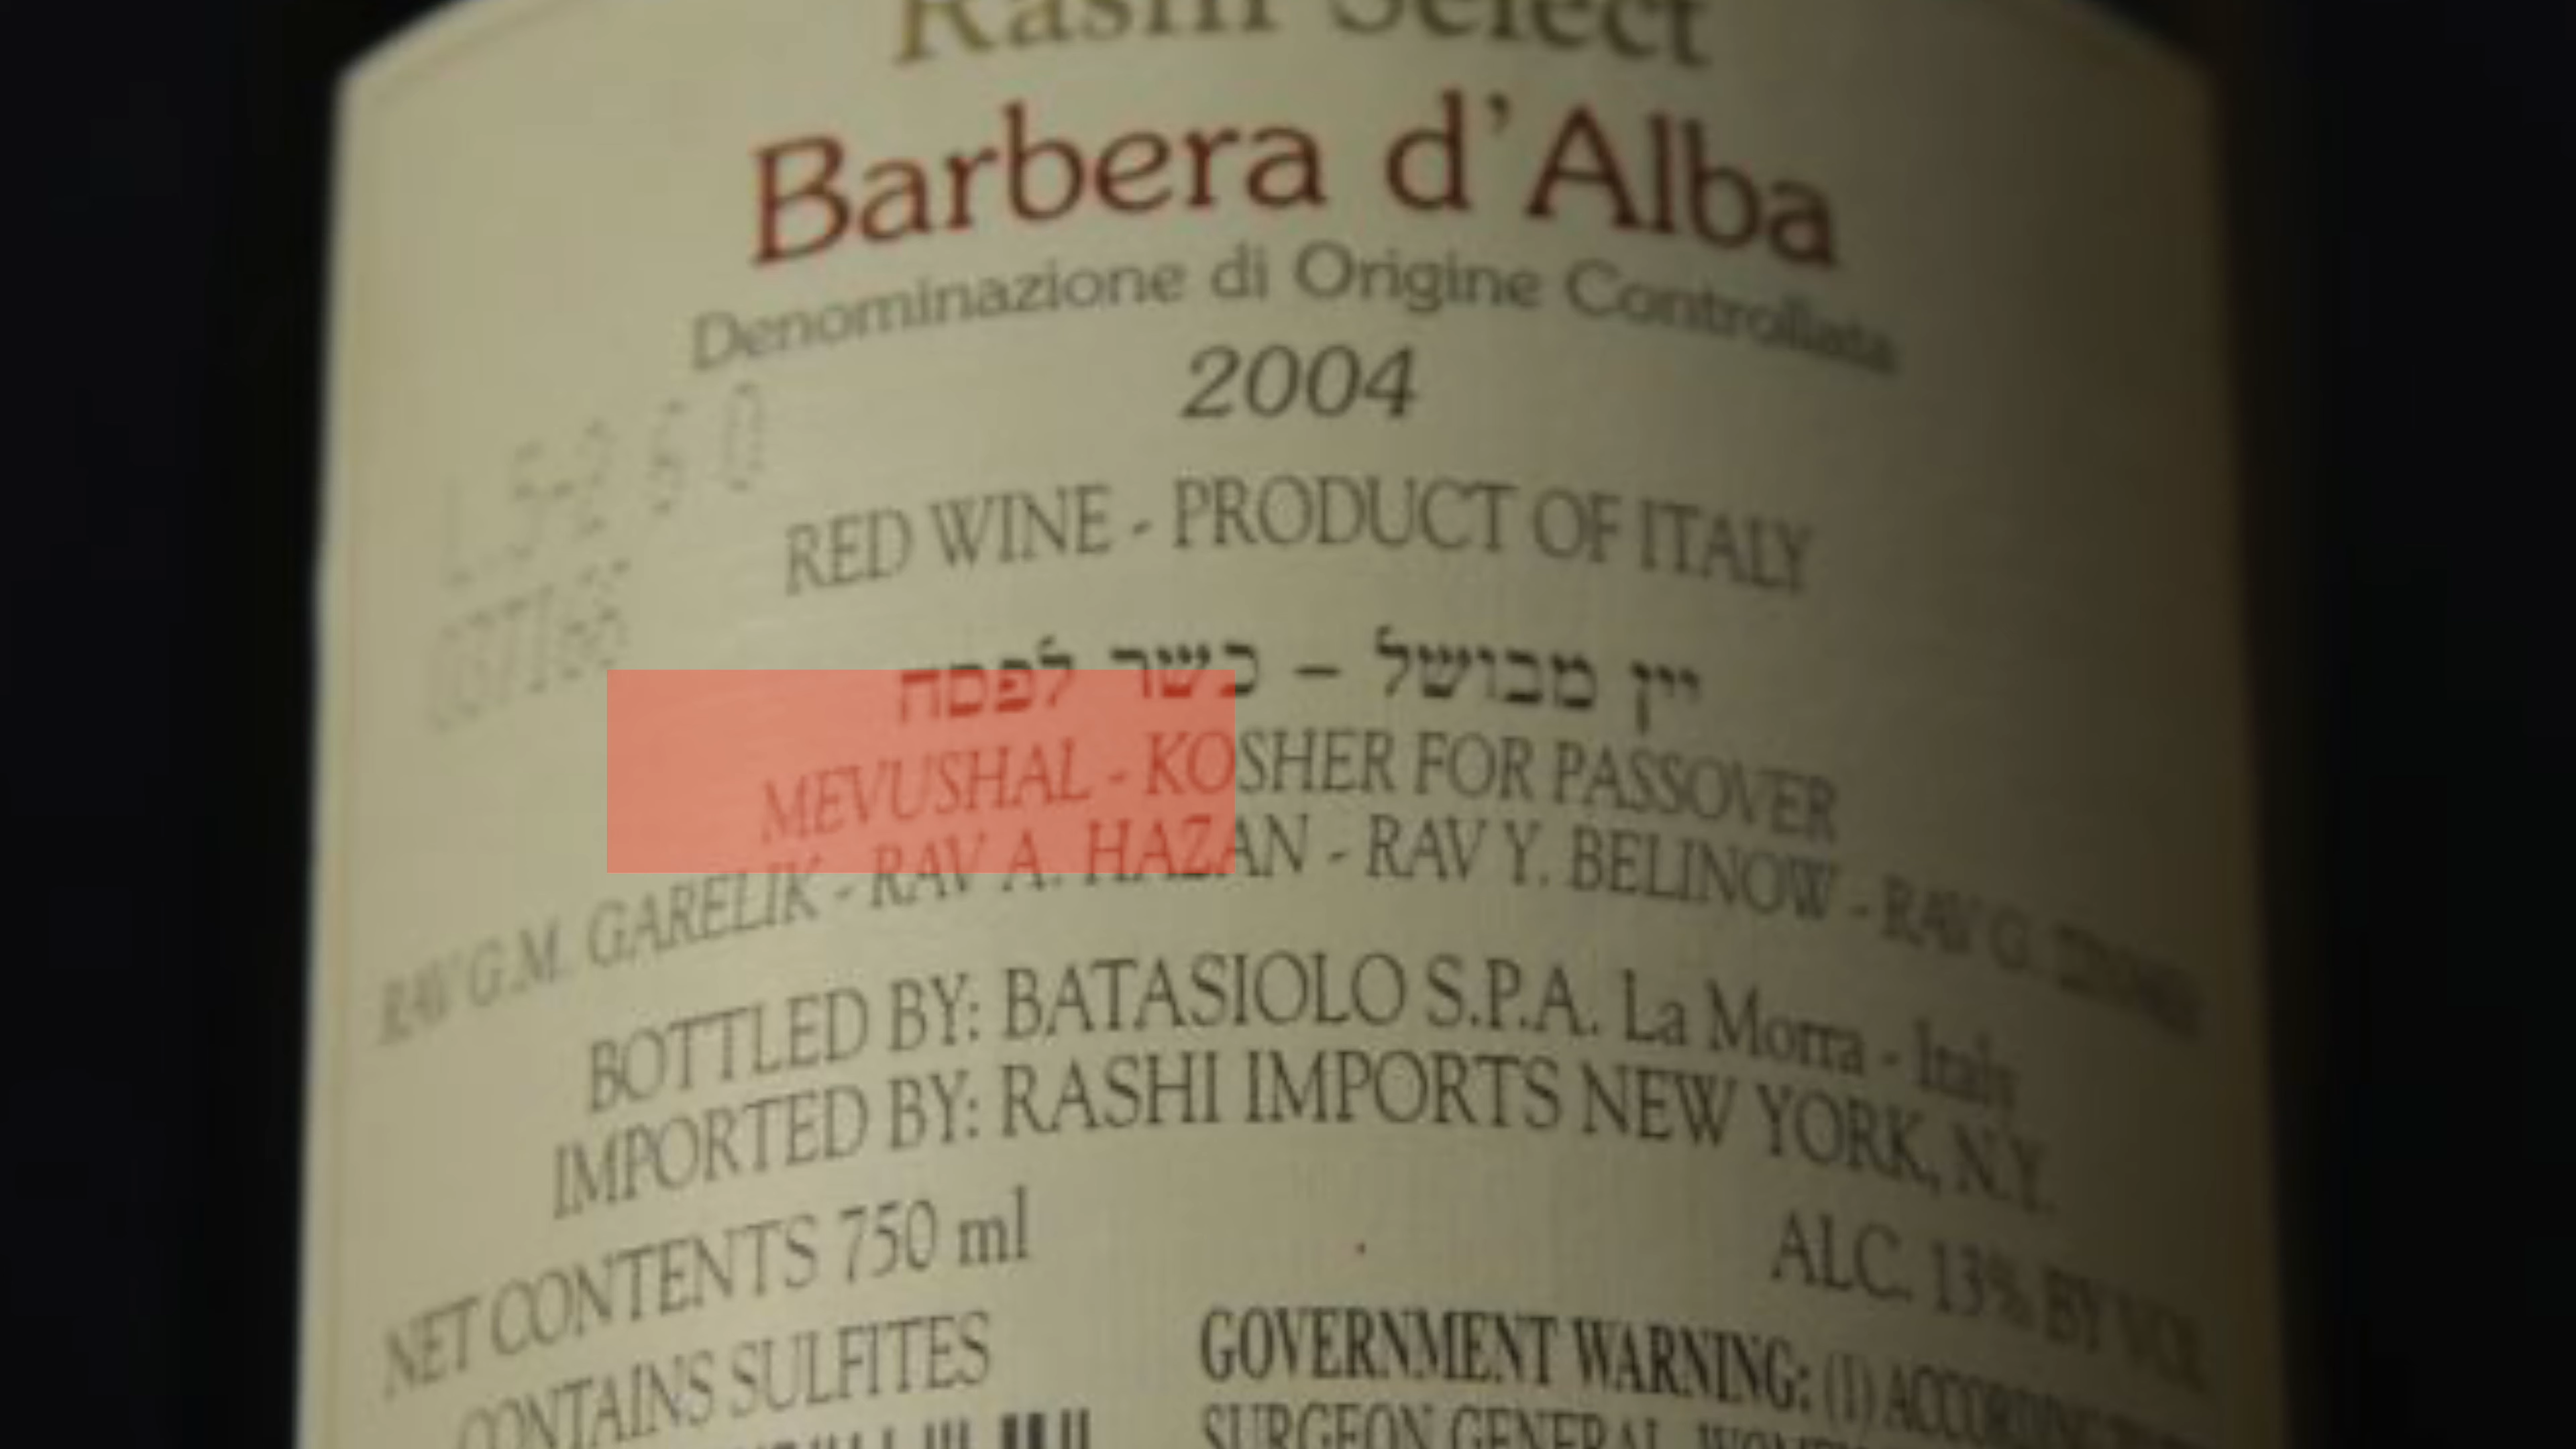 Rashi Select
Barbera d'Alba
Denominazione di Origine Controllata
2004
RED WINE - PRODUCT OF ITALY
יין מבושל – כשר לפסח
MEVUSHAL - KOSHER FOR PASSOVER
RAV G.M. GARELIK - RAV A. HAZAN - RAV Y. BELINOW - RAV G.
BOTTLED BY: BATASIOLO S.P.A. La Morra - Italy
IMPORTED BY: RASHI IMPORTS NEW YORK, N.Y.
NET CONTENTS 750 ml
ALC. 13% BY VOL
CONTAINS SULFITES
GOVERNMENT WARNING: (1) ACCORDING
SURGEON GENERAL, WOMEN